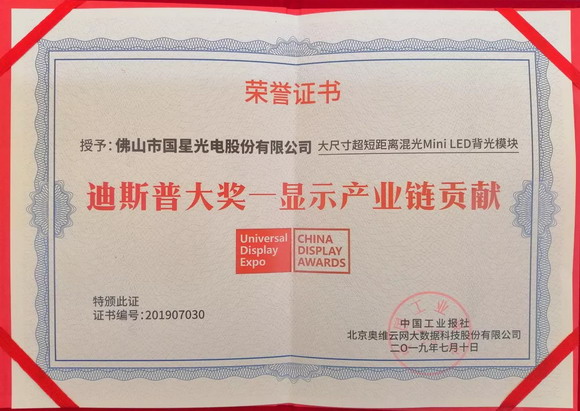 荣誉证书
授予：佛山市国星光电股份有限公司 大尺寸超短距离混光Mini LED背光模块
迪斯普大奖—显示产业链贡献
Universal
Display
Expo
CHINA
DISPLAY
AWARDS
特颁此证
证书编号：201907030
中国工业报社
北京奥维云网大数据科技股份有限公司
二〇一九年七月十日